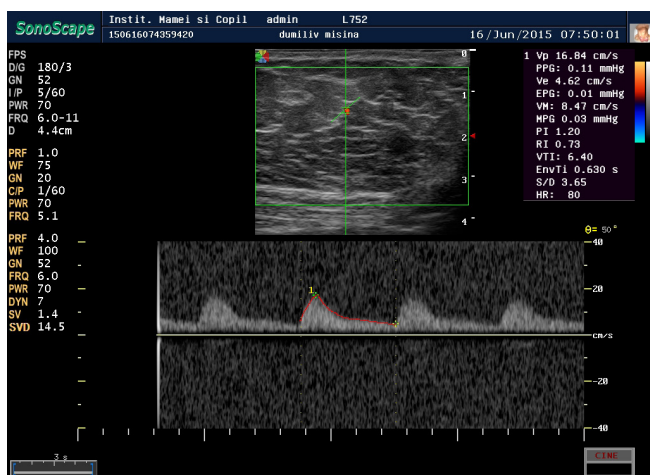 SonoScape
Instit. Mamei si Copil admin L752
150616074359420 dumiliv misina 16/Jun/2015 07:50:01
FPS
D/G 180/3
GN 52
I/P 5/60
PWR 70
FRQ 6.0-11
D 4.4cm
PRF 1.0
WF 75
GN 20
C/P 1/60
PWR 70
FRQ 5.1
PRF 4.0
WF 100
GN 52
FRQ 6.0
PWR 70
DYN 7
SV 1.4
SVD 14.5
0
1
2
3
4
1 Vp 16.84 cm/s
PPG: 0.11 mmHg
Ve 4.62 cm/s
EPG: 0.01 mmHg
VM: 8.47 cm/s
MPG 0.03 mmHg
PI 1.20
RI 0.73
VTI: 6.40
EnvTi 0.630 s
S/D 3.65
HR: 80
θ= 50°
-40
-20
cm/s
-20
-40
1
CINE